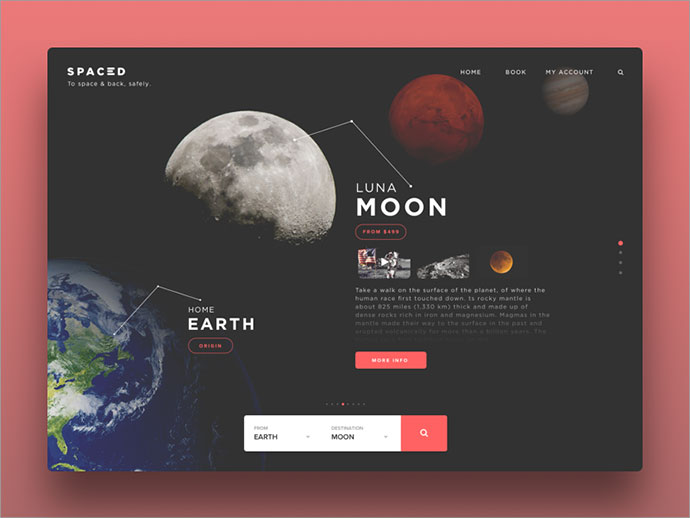 SPACED
To space & back, safely.
HOME BOOK MY ACCOUNT
LUNA
MOON
FROM $499
Take a walk on the surface of the planet, of where the
human race first touched down. ts rocky mantle is
about 825 miles (1,330 km) thick and made up of
dense rocks rich in iron and magnesium. Magmas in the
mantle made their way to the surface in the past and
erupted volcanically for more than a billion years. The
MORE INFO
HOME
EARTH
ORIGIN
FROM
EARTH
DESTINATION
MOON